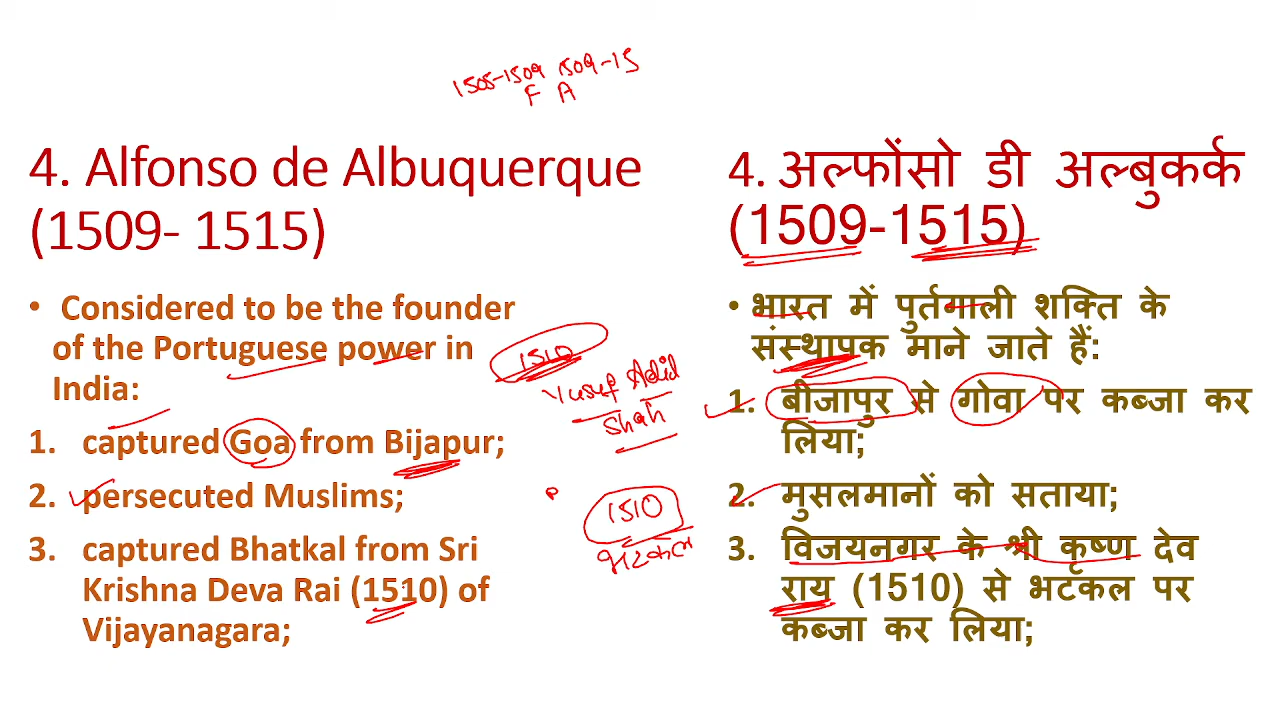 1505-1509 1509-15
F A
4. Alfonso de Albuquerque
(1509- 1515)
• Considered to be the founder
of the Portuguese power in
India:
1. captured Goa from Bijapur;
2. persecuted Muslims;
3. captured Bhatkal from Sri
Krishna Deva Rai (1510) of
Vijayanagara;
1510
Yusuf Adid
Shah
1510
भटकल
4. अल्फोंसो डी अल्बुकर्क
(1509-1515)
• भारत में पुर्तगाली शक्ति के
संस्थापक माने जाते हैं:
1. बीजापुर से गोवा पर कब्जा कर
लिया;
2. मुसलमानों को सताया;
3. विजयनगर के श्री कृष्ण देव
राय (1510) से भटकल पर
कब्जा कर लिया;